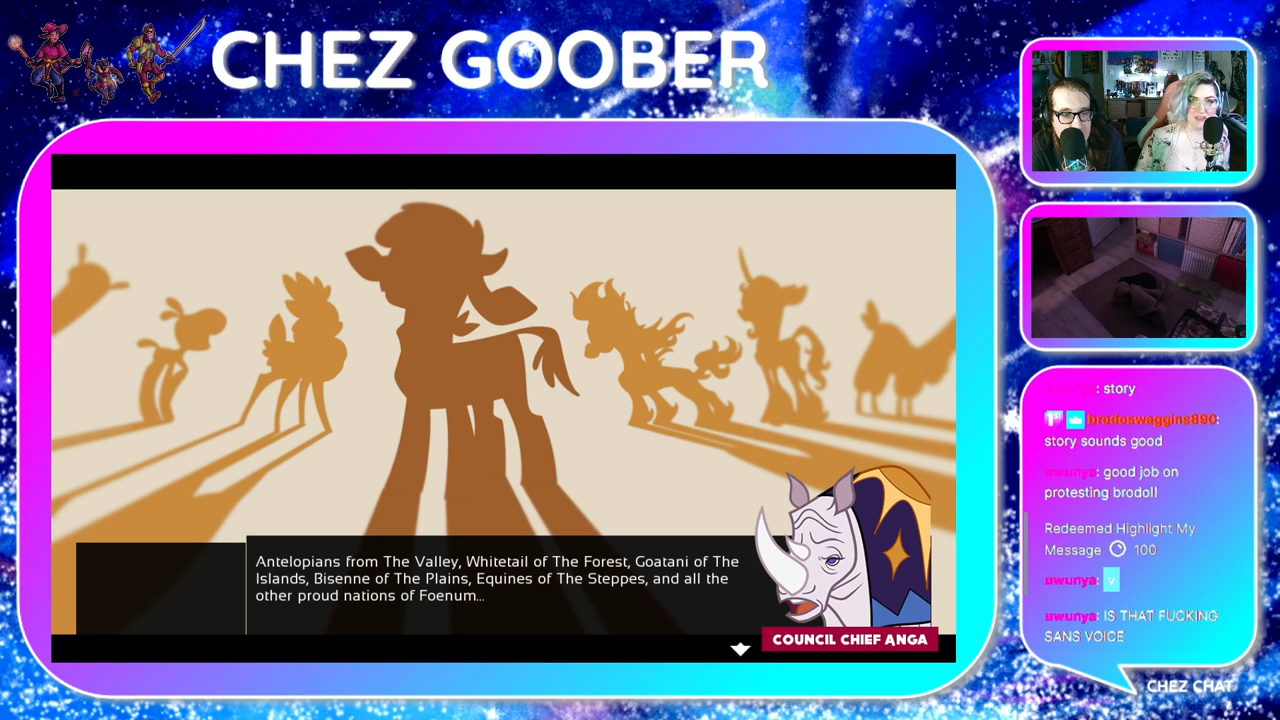 CHEZ GOOBER
Antelopians from The Valley, Whitetail of The Forest, Goatani of The
Islands, Bisenne of The Plains, Equines of The Steppes, and all the
other proud nations of Foenum...
COUNCIL CHIEF ANGA
: story
1ST brodoswaggins890:
story sounds good
uwunya: good job on
protesting brodoll
Redeemed Highlight My
Message 100
uwunya: v
uwunya: IS THAT FUCKING
SANS VOICE
CHEZ CHAT